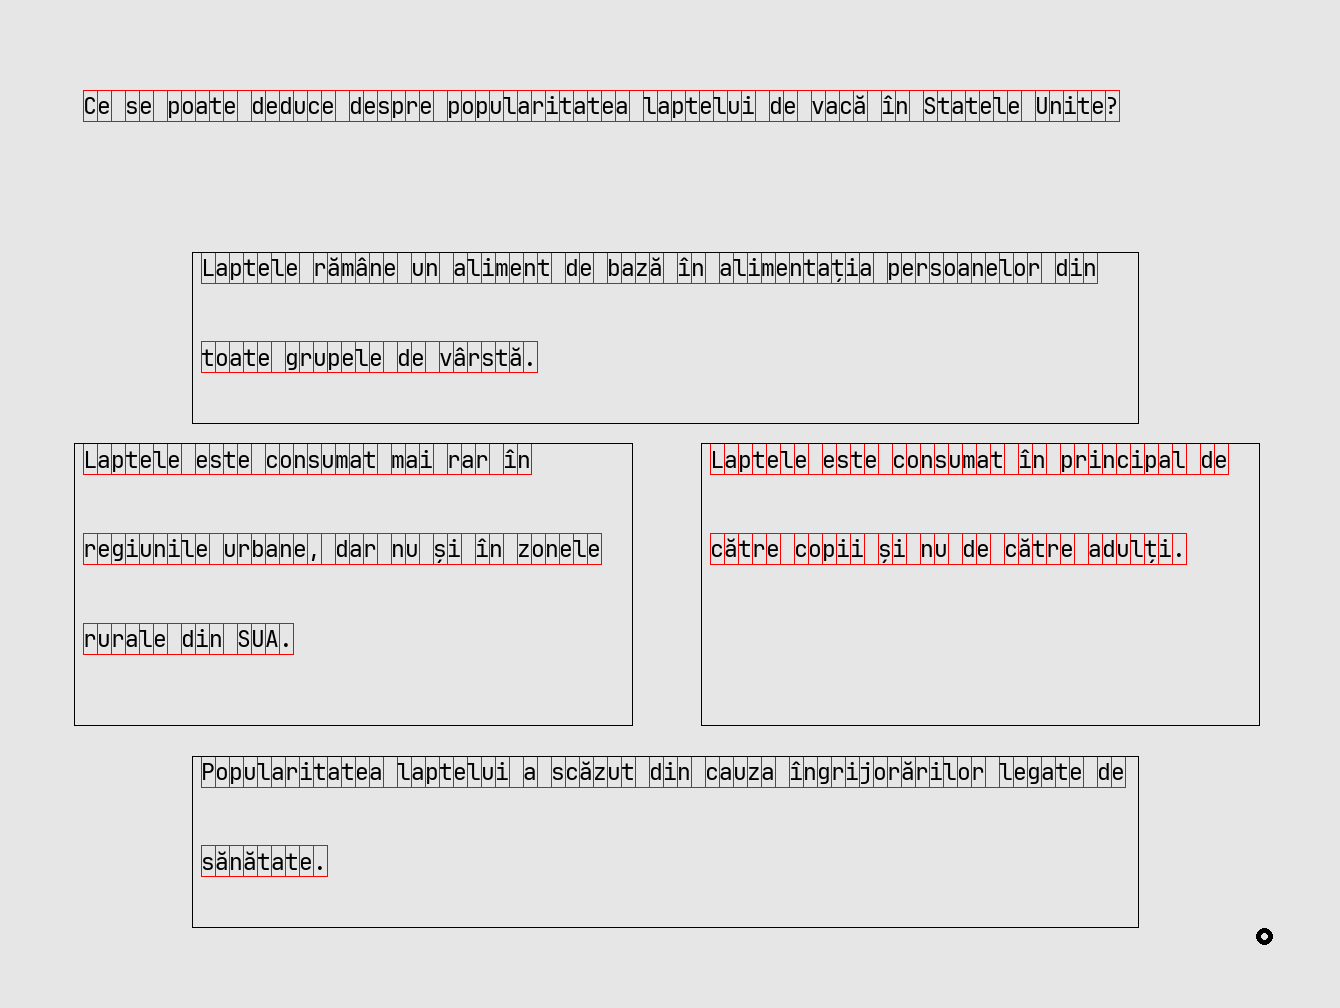 Ce se poate deduce despre popularitatea laptelui de vacă în Statele Unite?
Laptele rămâne un aliment de bază în alimentația persoanelor din
toate grupele de vârstă.
Laptele este consumat mai rar în
regiunile urbane, dar nu și în zonele
rurale din SUA.
Laptele este consumat în principal de
către copii și nu de către adulți.
Popularitatea laptelui a scăzut din cauza îngrijorărilor legate de
sănătate.